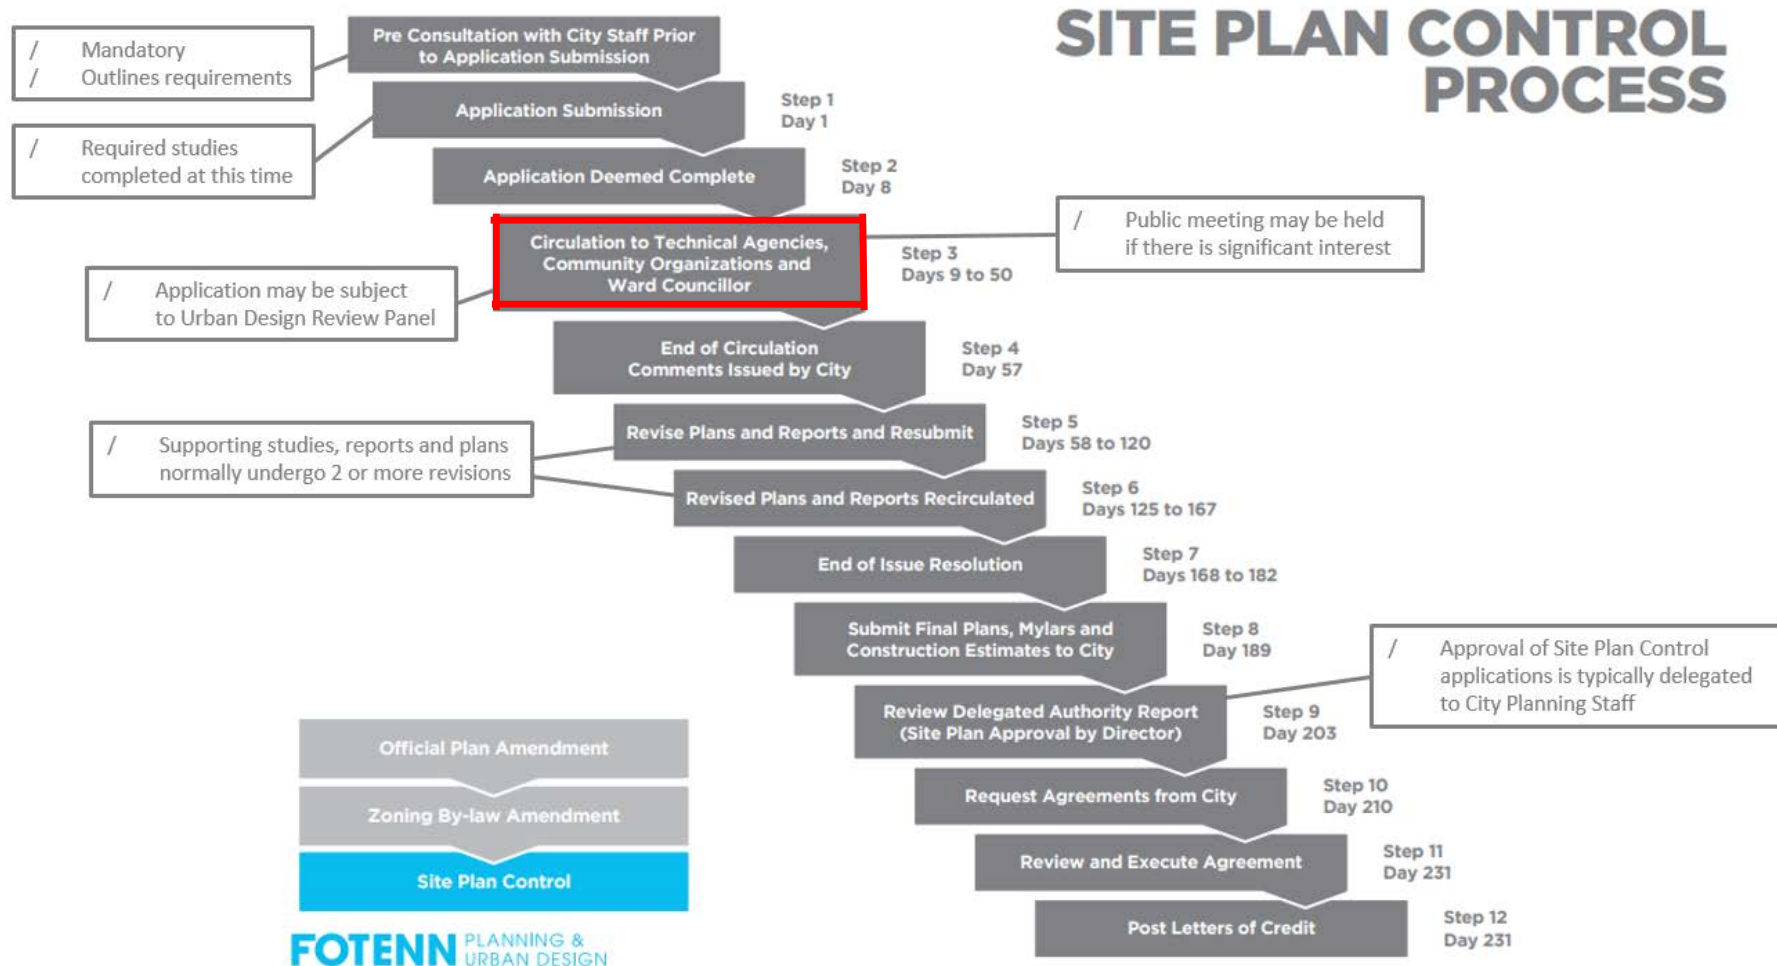 SITE PLAN CONTROL
PROCESS
/ Mandatory
/ Outlines requirements
Pre Consultation with City Staff Prior
to Application Submission
Application Submission
Step 1
Day 1
/ Required studies
completed at this time
Application Deemed Complete
Step 2
Day 8
Circulation to Technical Agencies,
Community Organizations and
Ward Councillor
Step 3
Days 9 to 50
/ Public meeting may be held
if there is significant interest
/ Application may be subject
to Urban Design Review Panel
End of Circulation
Comments Issued by City
Step 4
Day 57
Revise Plans and Reports and Resubmit
Step 5
Days 58 to 120
/ Supporting studies, reports and plans
normally undergo 2 or more revisions
Revised Plans and Reports Recirculated
Step 6
Days 125 to 167
End of Issue Resolution
Step 7
Days 168 to 182
Submit Final Plans, Mylars and
Construction Estimates to City
Step 8
Day 189
/ Approval of Site Plan Control
applications is typically delegated
to City Planning Staff
Review Delegated Authority Report
(Site Plan Approval by Director)
Step 9
Day 203
Request Agreements from City
Step 10
Day 210
Review and Execute Agreement
Step 11
Day 231
Post Letters of Credit
Step 12
Day 231
Official Plan Amendment
Zoning By-law Amendment
Site Plan Control
FOTENN PLANNING &
URBAN DESIGN